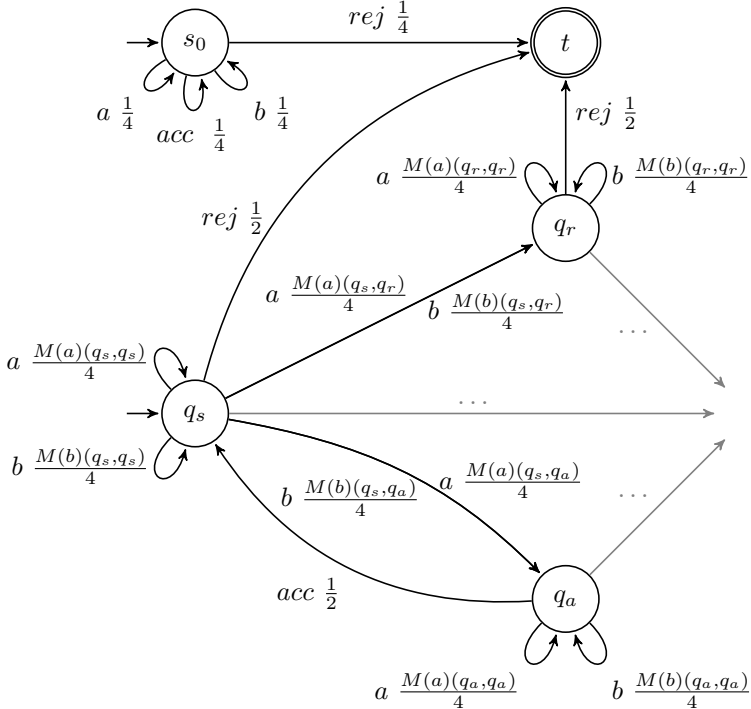 s_0
rej 1/4
t
a 1/4
acc 1/4
b 1/4
rej 1/2
a M(a)(q_r,q_r)/4
b M(b)(q_r,q_r)/4
q_r
rej 1/2
a M(a)(q_s,q_r)/4
b M(b)(q_s,q_r)/4
...
a M(a)(q_s,q_s)/4
q_s
...
b M(b)(q_s,q_s)/4
b M(b)(q_s,q_a)/4
a M(a)(q_s,q_a)/4
...
acc 1/2
q_a
a M(a)(q_a,q_a)/4
b M(b)(q_a,q_a)/4